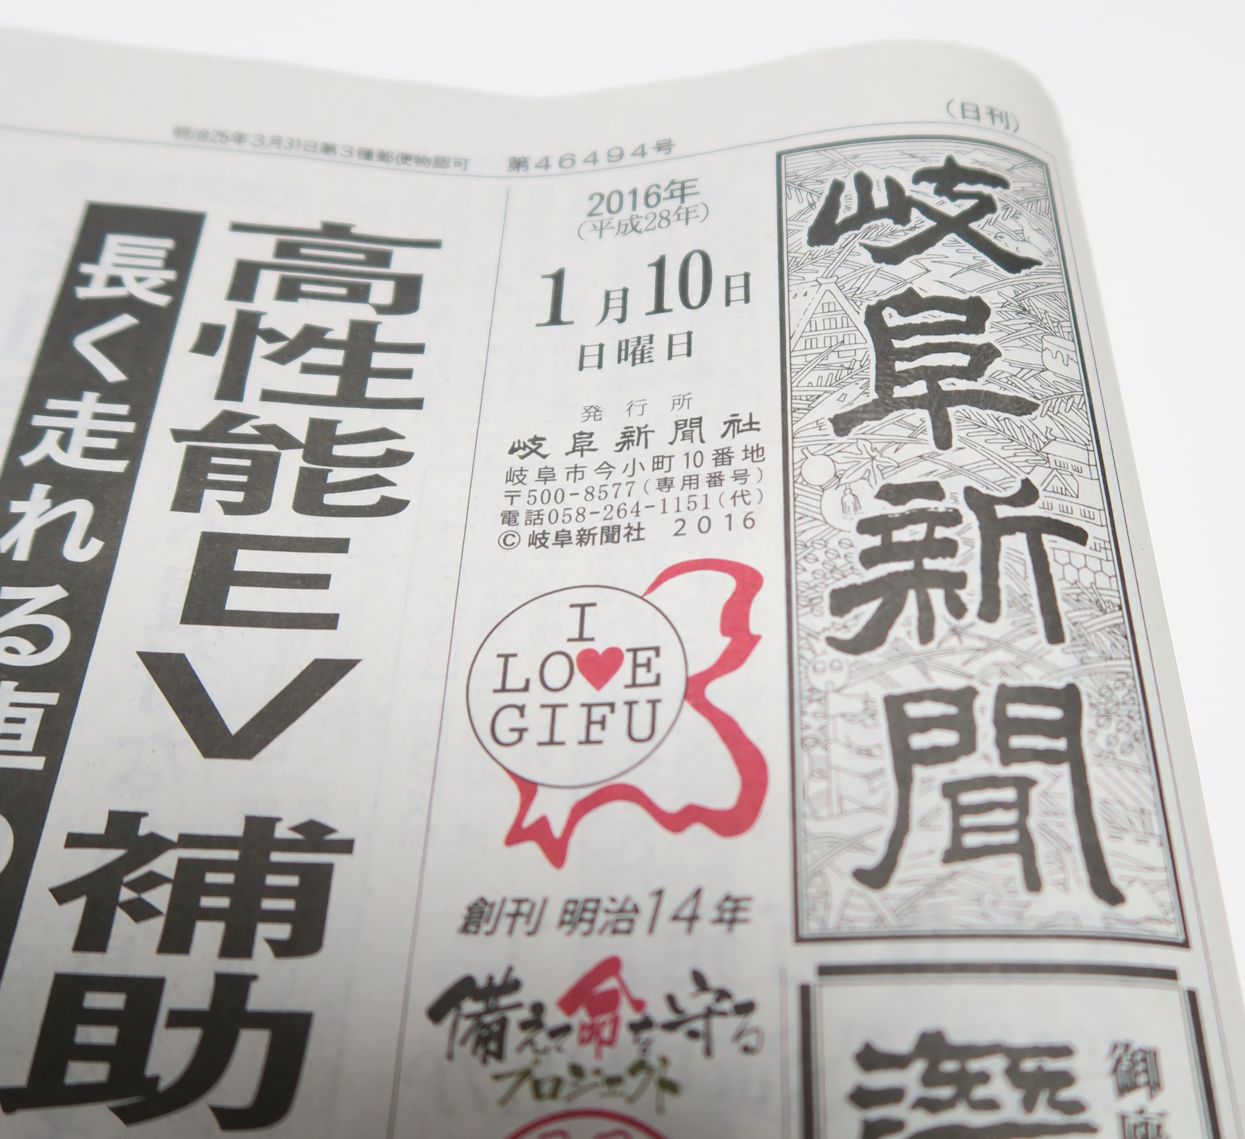 (日刊)
岐阜新聞
明治25年3月31日第3種郵便物認可
第46494号
2016年
(平成28年)
1月10日
日曜日
発行所
岐阜新聞社
岐阜市今小町10番地
〒500-8577(専用番号)
電話058-264-1151(代)
©岐阜新聞社 2016
I
LO♥E
GIFU
創刊 明治14年
備えて命を守る
プロジェクト
高性能EV補助
長く走れる車
御座